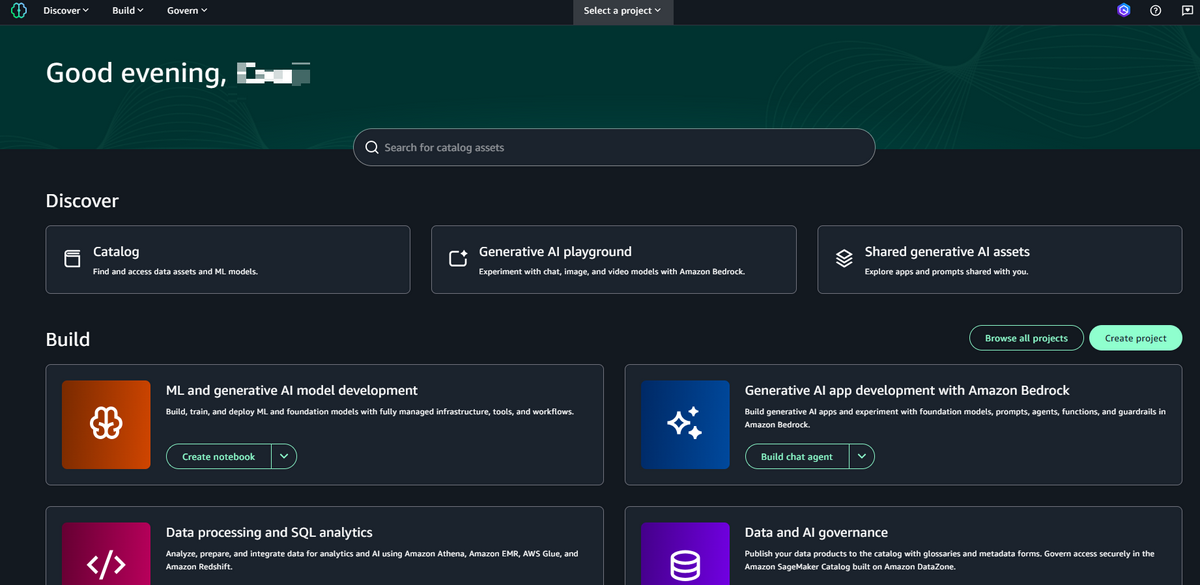 Discover Build Govern Select a project
Good evening,
Search for catalog assets
Discover
Catalog
Find and access data assets and ML models.
Generative AI playground
Experiment with chat, image, and video models with Amazon Bedrock.
Shared generative AI assets
Explore apps and prompts shared with you.
Build
Browse all projects
Create project
ML and generative AI model development
Build, train, and deploy ML and foundation models with fully managed infrastructure, tools, and workflows.
Create notebook
Generative AI app development with Amazon Bedrock
Build generative AI apps and experiment with foundation models, prompts, agents, functions, and guardrails in
Amazon Bedrock.
Build chat agent
Data processing and SQL analytics
Analyze, prepare, and integrate data for analytics and AI using Amazon Athena, Amazon EMR, AWS Glue, and
Amazon Redshift.
Data and AI governance
Publish your data products to the catalog with glossaries and metadata forms. Govern access securely in the
Amazon SageMaker Catalog built on Amazon DataZone.